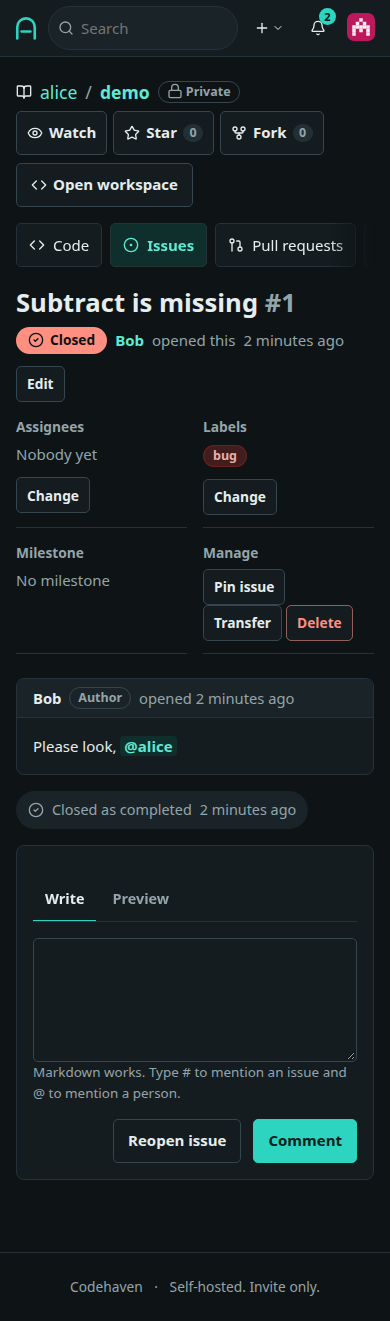 Search
2
alice / demo Private
Watch Star 0 Fork 0
Open workspace
Code Issues Pull requests
Subtract is missing #1
Closed Bob opened this 2 minutes ago
Edit
Assignees Labels
Nobody yet bug
Change Change
Milestone Manage
No milestone Pin issue
Transfer Delete
Bob Author opened 2 minutes ago
Please look, @alice
Closed as completed 2 minutes ago
Write Preview
Markdown works. Type # to mention an issue and
@ to mention a person.
Reopen issue Comment
Codehaven · Self-hosted. Invite only.